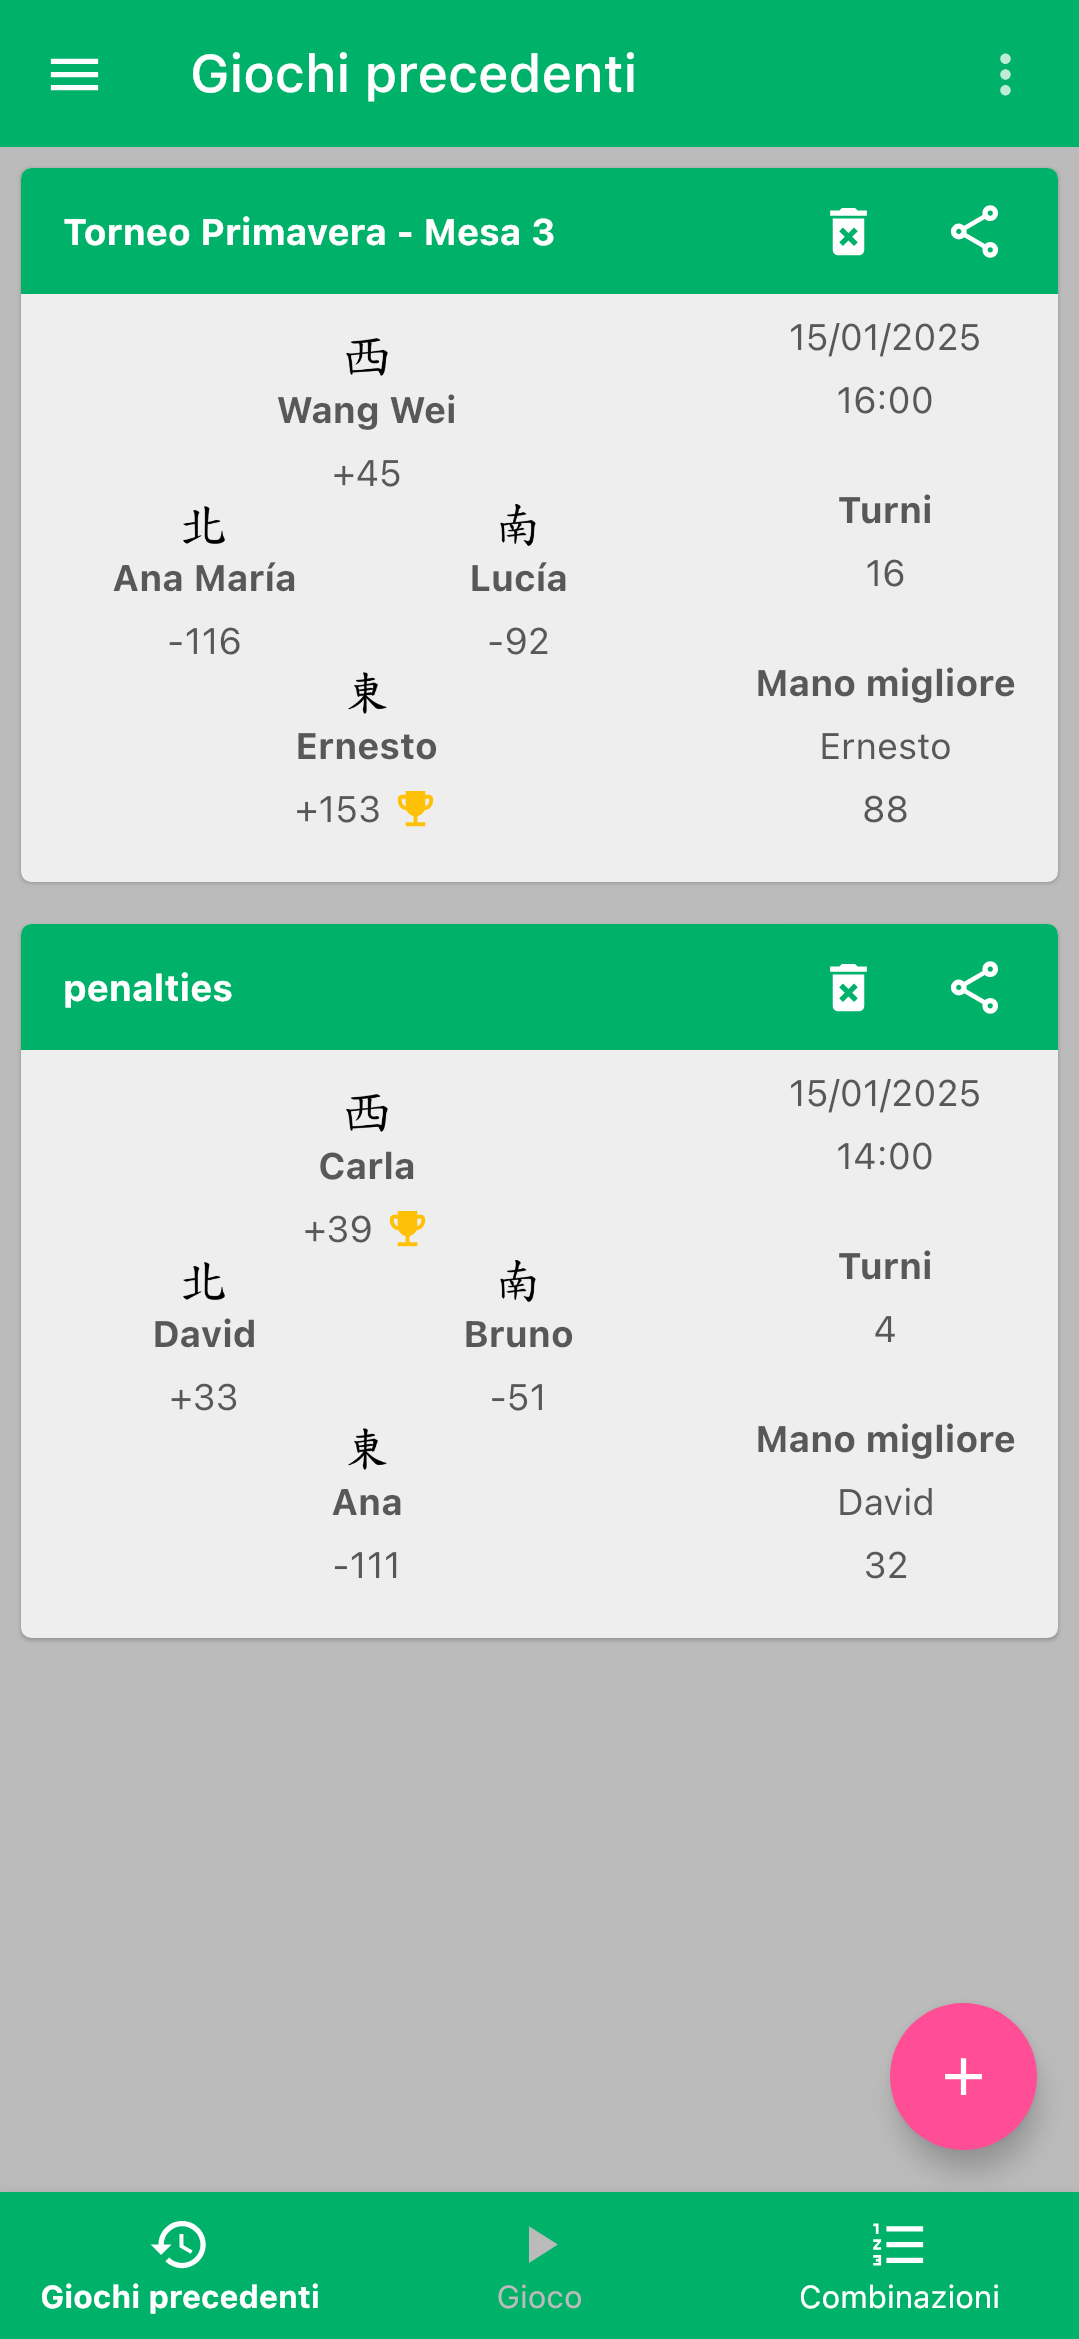 Giochi precedenti
Torneo Primavera - Mesa 3
西
Wang Wei
+45
北
Ana María
-116
南
Lucía
-92
東
Ernesto
+153
15/01/2025
16:00
Turni
16
Mano migliore
Ernesto
88
penalties
西
Carla
+39
北
David
+33
南
Bruno
-51
東
Ana
-111
15/01/2025
14:00
Turni
4
Mano migliore
David
32
Giochi precedenti
Gioco
Combinazioni